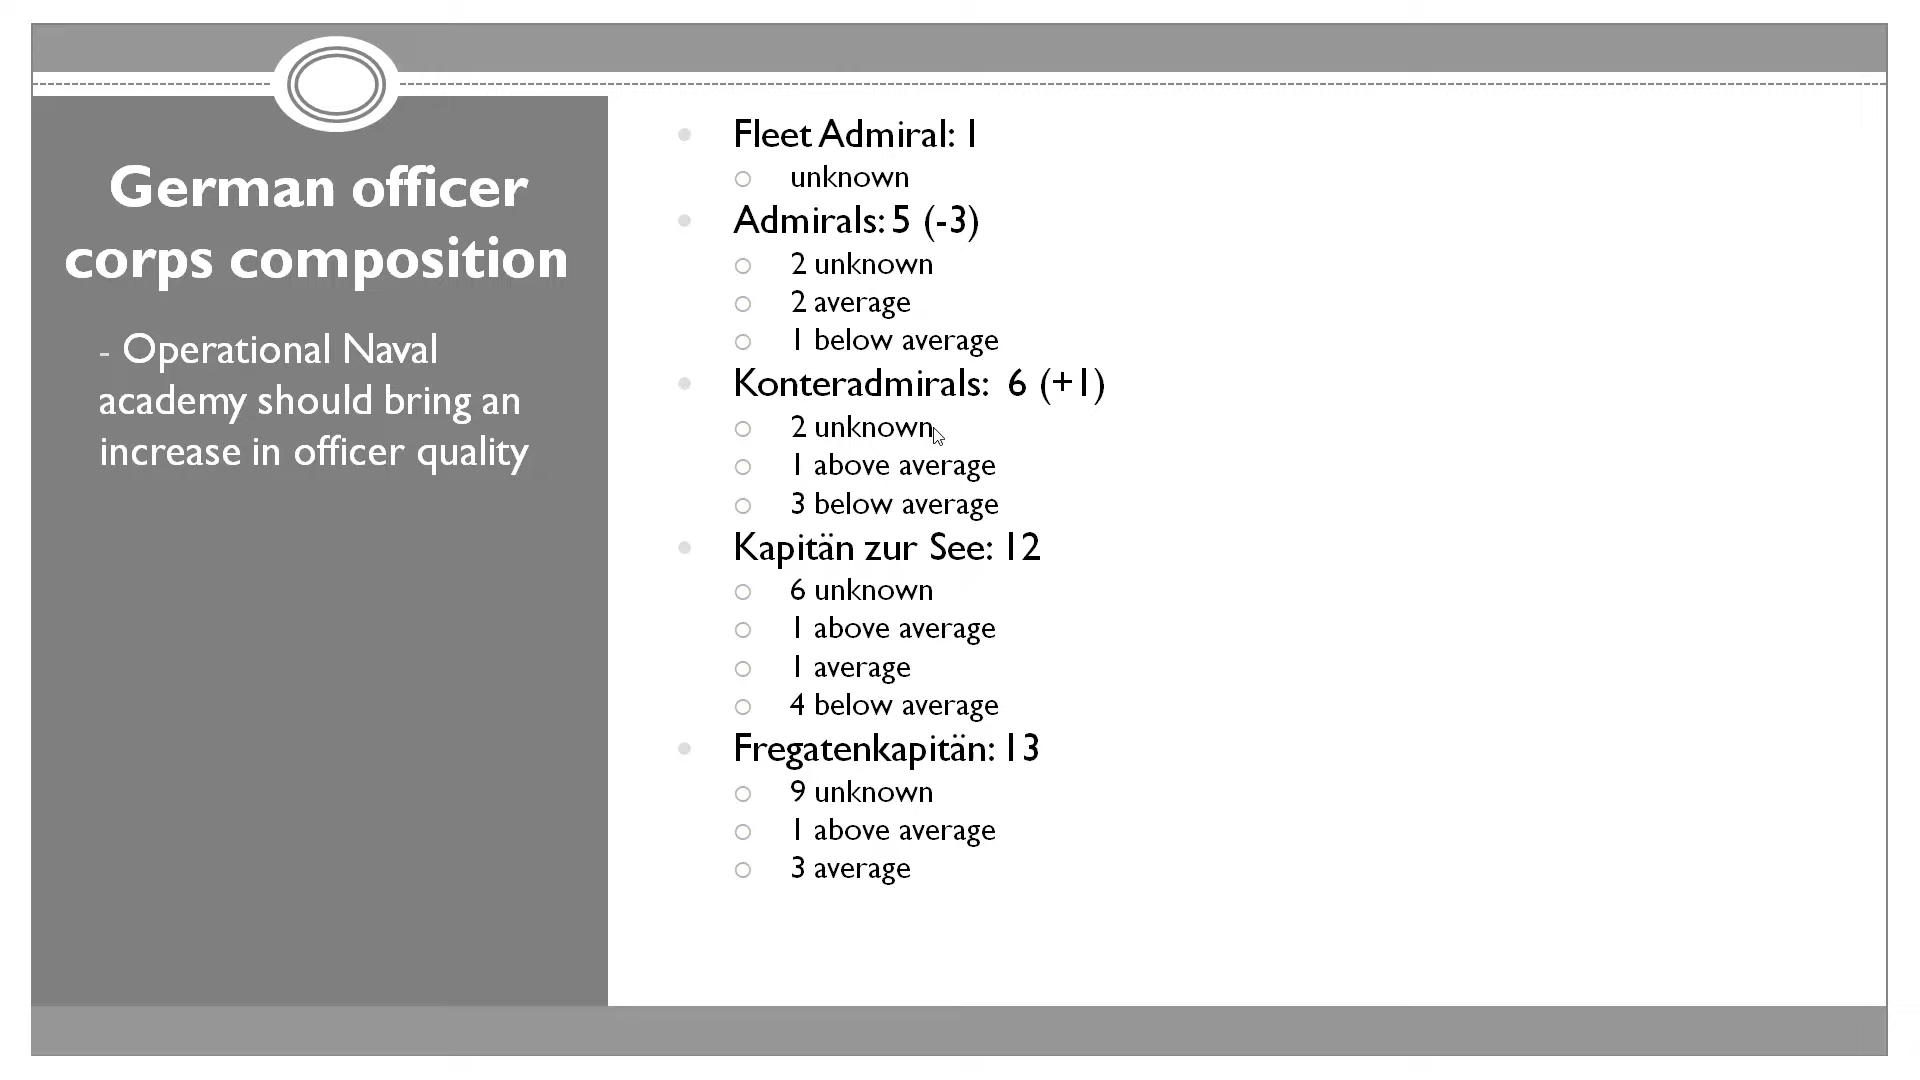 German officer
corps composition
- Operational Naval
academy should bring an
increase in officer quality
Fleet Admiral: 1
unknown
Admirals: 5 (-3)
2 unknown
2 average
1 below average
Konteradmirals: 6 (+1)
2 unknown
1 above average
3 below average
Kapitän zur See: 12
6 unknown
1 above average
1 average
4 below average
Fregatenkapitän: 13
9 unknown
1 above average
3 average